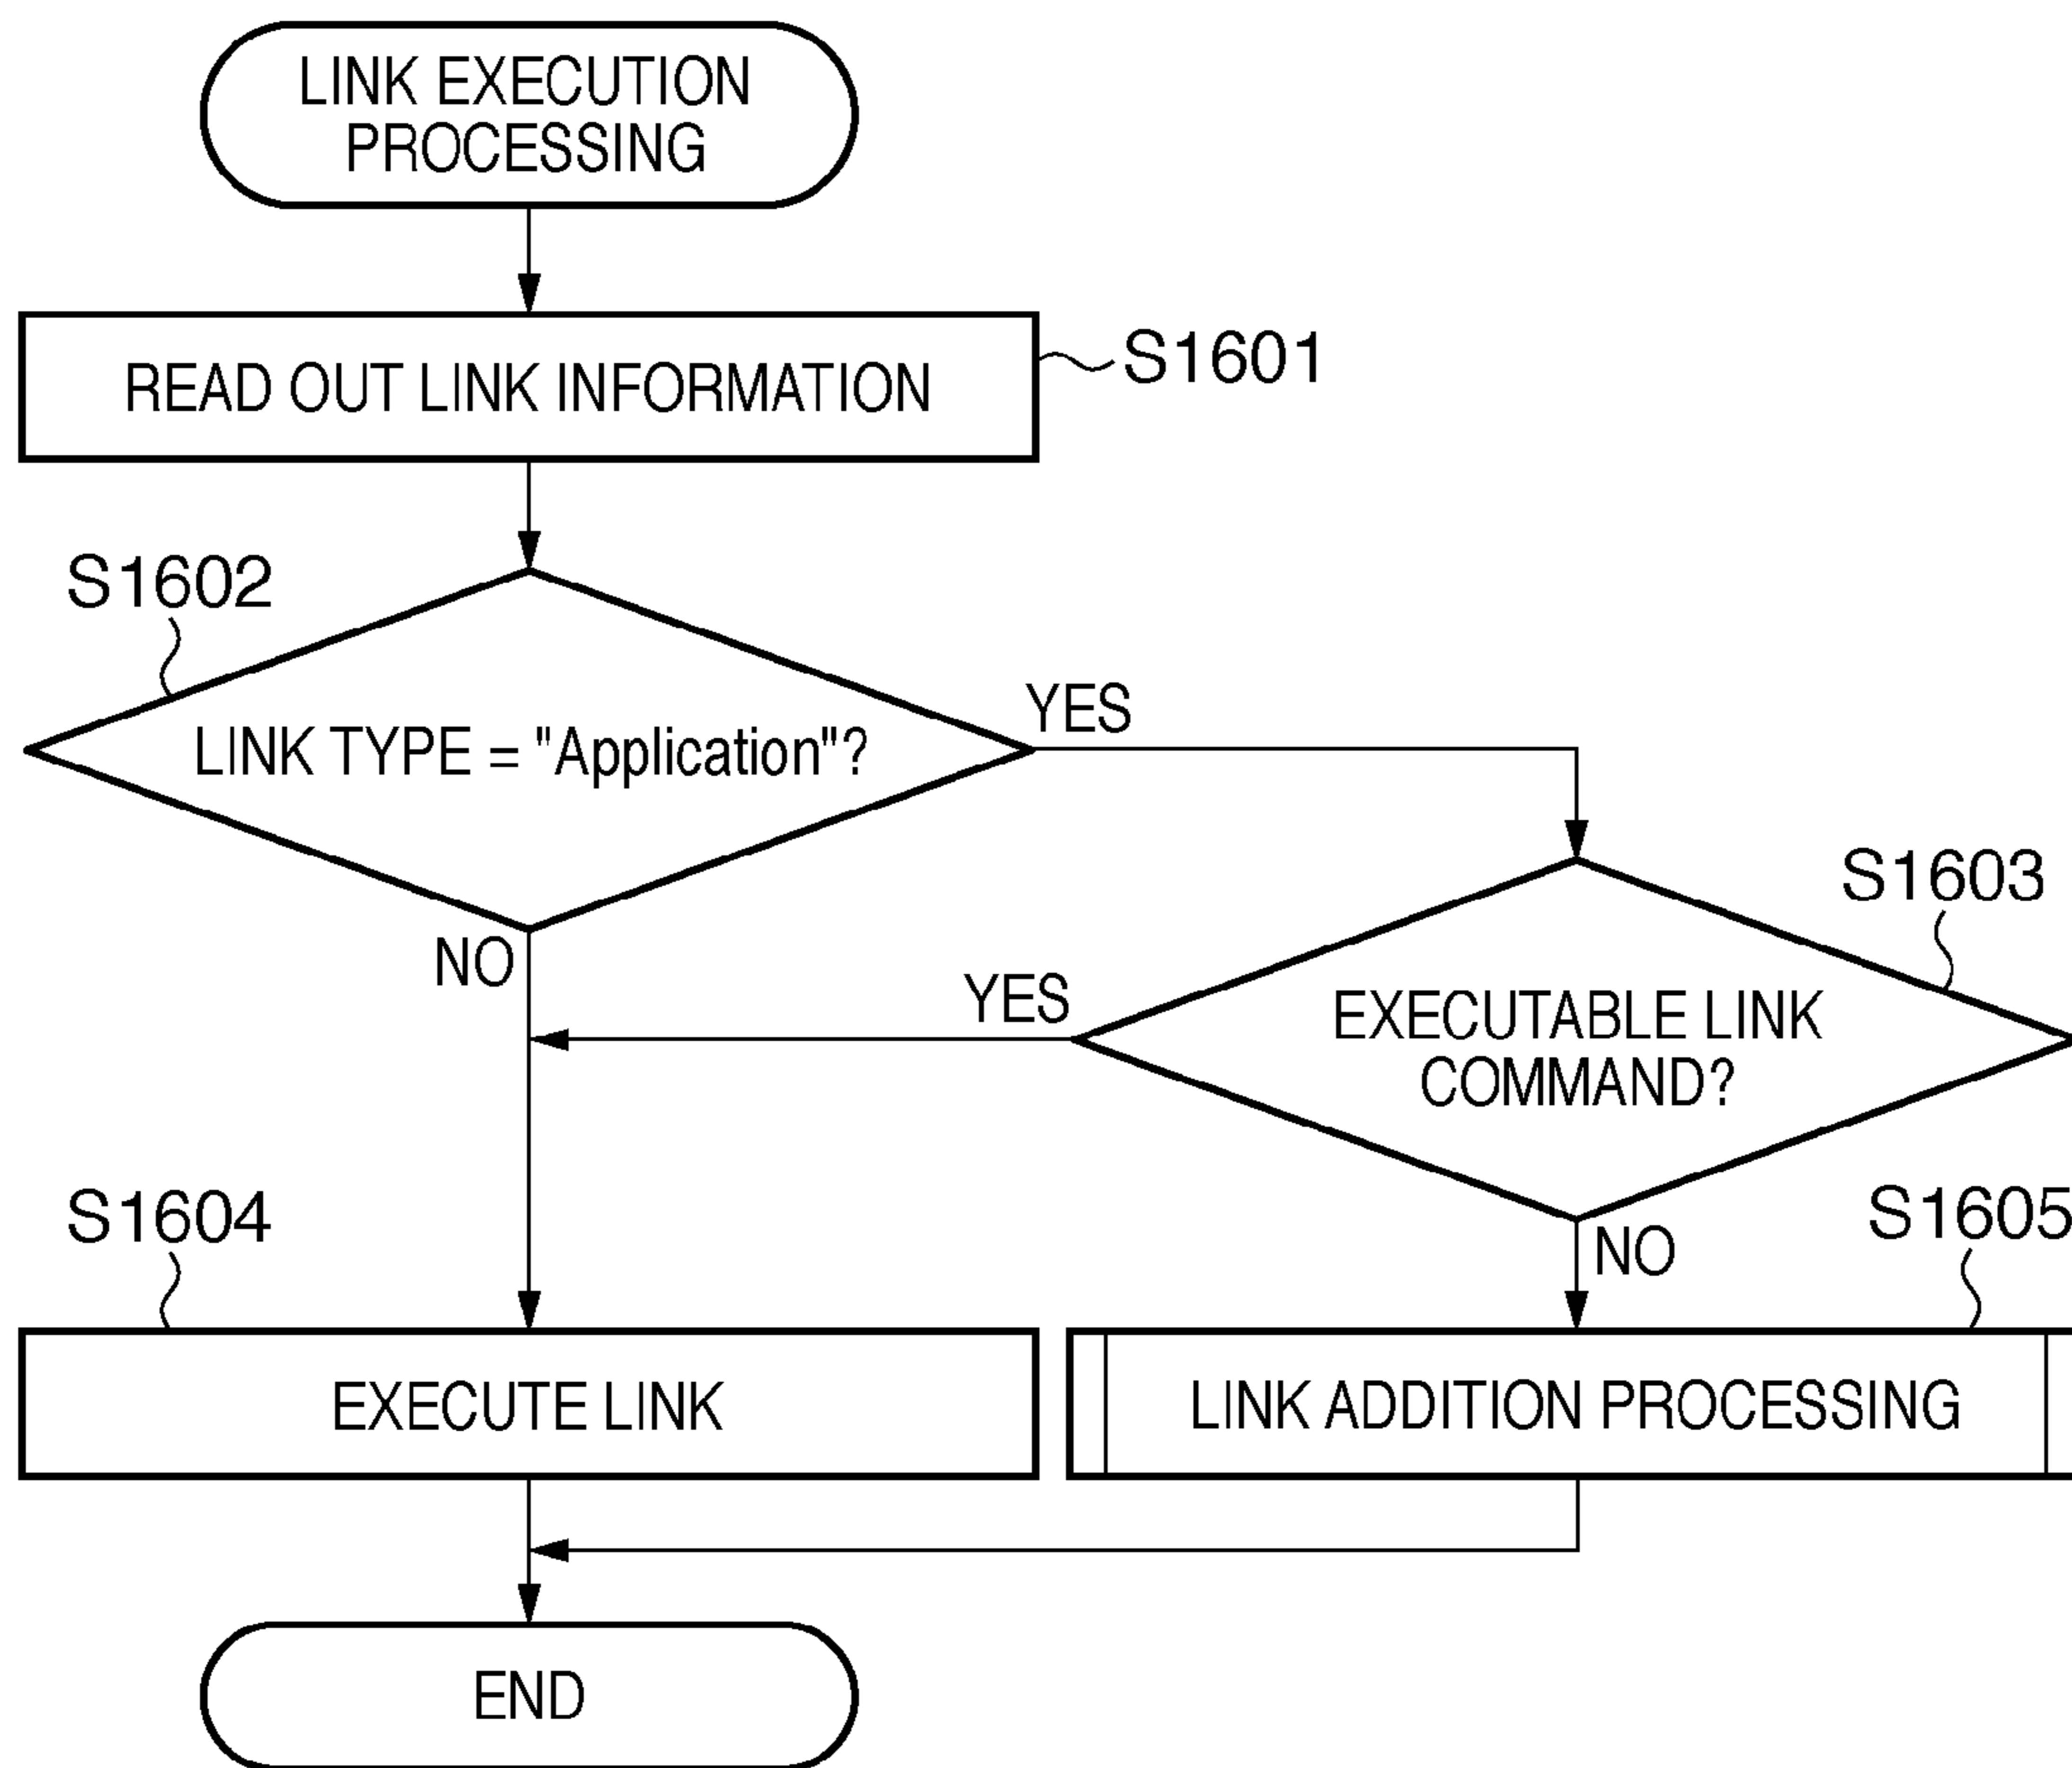 LINK EXECUTION
PROCESSING
READ OUT LINK INFORMATION
S1601
S1602
LINK TYPE = "Application"?
YES
NO
S1603
EXECUTABLE LINK
COMMAND?
YES
NO
S1604
EXECUTE LINK
S1605
LINK ADDITION PROCESSING
END